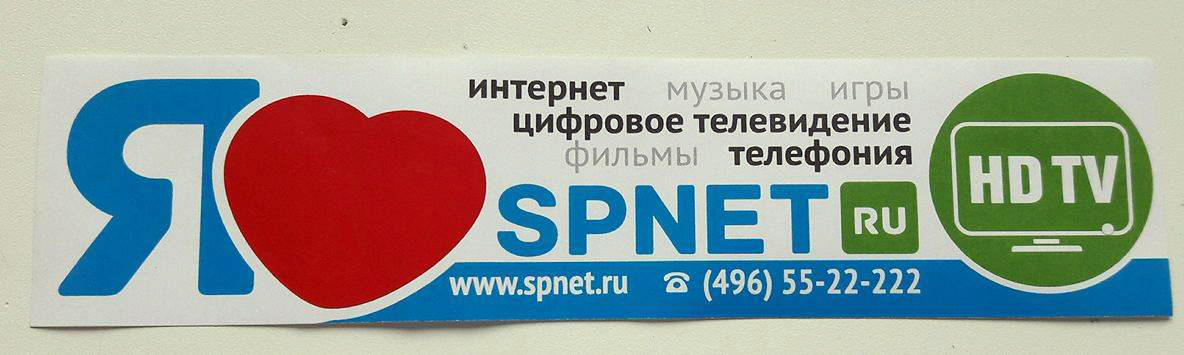 Я
интернет музыка игры
цифровое телевидение
фильмы телефония
SPNET RU
www.spnet.ru ☎ (496) 55-22-222
HD TV